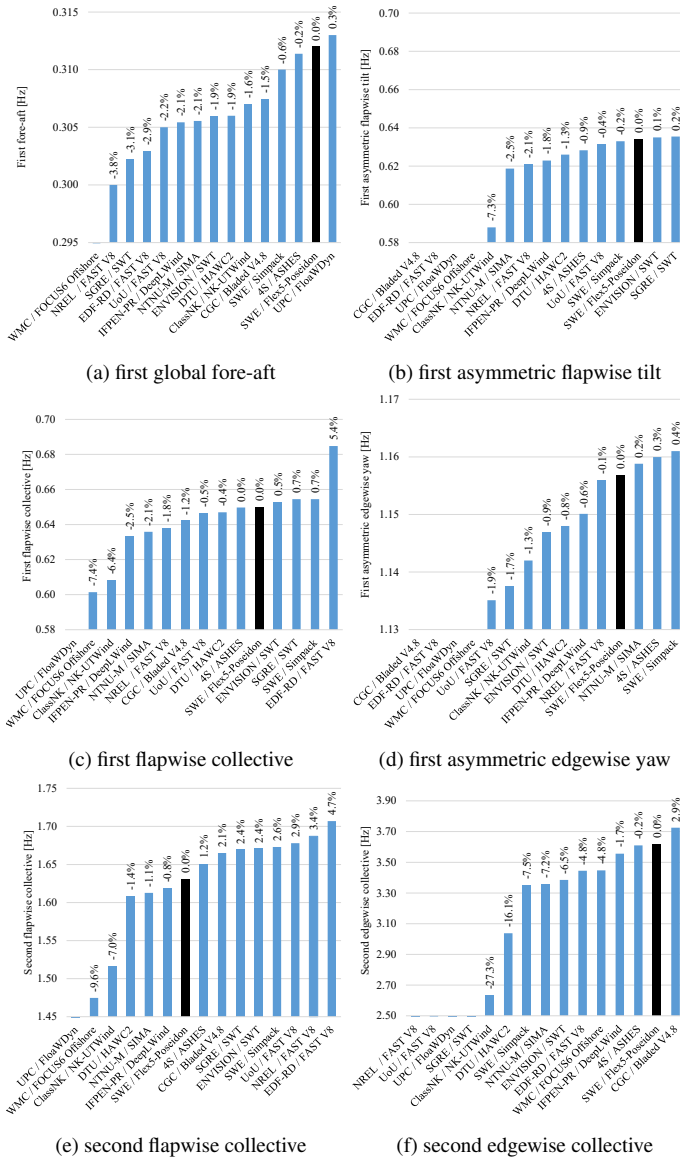 0.315
0.310
0.305
0.300
0.295
First fore-aft [Hz]
-3.8%
-3.1%
-2.9%
-2.2%
-2.1%
-2.1%
-1.9%
-1.9%
-1.6%
-1.5%
-0.6%
-0.2%
0.0%
0.3%
WMC / FOCUS6 Offshore
NREL / FAST V8
SGRE / SWT
EDF-RD / FAST V8
UoU / FAST V8
IFPEN-PR / DeepLWind
NTNU-M / SIMA
ENVISION / SWT
DTU / HAWC2
ClassNK / NK-UTWind
CGC / Bladed V4.8
SWE / Simpack
4S / ASHES
SWE / Flex5-Poseidon
UPC / FloaWDyn
(a) first global fore-aft
0.70
0.68
0.66
0.64
0.62
0.60
0.58
First asymmetric flapwise tilt [Hz]
-7.3%
-2.5%
-2.1%
-1.8%
-1.3%
-0.9%
-0.4%
-0.2%
0.0%
0.1%
0.2%
CGC / Bladed V4.8
EDF-RD / FAST V8
UPC / FloaWDyn
WMC / FOCUS6 Offshore
ClassNK / NK-UTWind
NTNU-M / SIMA
NREL / FAST V8
IFPEN-PR / DeepLWind
DTU / HAWC2
4S / ASHES
UoU / FAST V8
SWE / Simpack
SWE / Flex5-Poseidon
ENVISION / SWT
SGRE / SWT
(b) first asymmetric flapwise tilt
0.70
0.68
0.66
0.64
0.62
0.60
0.58
First flapwise collective [Hz]
-7.4%
-6.4%
-2.5%
-2.1%
-1.8%
-1.2%
-0.5%
-0.4%
0.0%
0.0%
0.5%
0.7%
0.7%
5.4%
UPC / FloaWDyn
WMC / FOCUS6 Offshore
ClassNK / NK-UTWind
IFPEN-PR / DeepLWind
NTNU-M / SIMA
NREL / FAST V8
CGC / Bladed V4.8
UoU / FAST V8
DTU / HAWC2
4S / ASHES
SWE / Flex5-Poseidon
ENVISION / SWT
SGRE / SWT
SWE / Simpack
EDF-RD / FAST V8
(c) first flapwise collective
1.17
1.16
1.15
1.14
1.13
First asymmetric edgewise yaw [Hz]
-1.9%
-1.7%
-1.3%
-0.9%
-0.8%
-0.6%
-0.1%
0.0%
0.2%
0.3%
0.4%
CGC / Bladed V4.8
EDF-RD / FAST V8
UPC / FloaWDyn
WMC / FOCUS6 Offshore
UoU / FAST V8
SGRE / SWT
ClassNK / NK-UTWind
ENVISION / SWT
DTU / HAWC2
IFPEN-PR / DeepLWind
NREL / FAST V8
SWE / Flex5-Poseidon
NTNU-M / SIMA
4S / ASHES
SWE / Simpack
(d) first asymmetric edgewise yaw
1.75
1.70
1.65
1.60
1.55
1.50
1.45
Second flapwise collective [Hz]
-9.6%
-7.0%
-1.4%
-1.1%
-0.8%
0.0%
1.2%
2.1%
2.4%
2.4%
2.6%
2.9%
3.4%
4.7%
UPC / FloaWDyn
WMC / FOCUS6 Offshore
ClassNK / NK-UTWind
DTU / HAWC2
NTNU-M / SIMA
IFPEN-PR / DeepLWind
SWE / Flex5-Poseidon
4S / ASHES
CGC / Bladed V4.8
SGRE / SWT
ENVISION / SWT
SWE / Simpack
UoU / FAST V8
NREL / FAST V8
EDF-RD / FAST V8
(e) second flapwise collective
3.90
3.70
3.50
3.30
3.10
2.90
2.70
2.50
Second edgewise collective [Hz]
-27.3%
-16.1%
-7.5%
-7.2%
-6.5%
-4.8%
-4.8%
-1.7%
-0.2%
0.0%
2.9%
NREL / FAST V8
UoU / FAST V8
UPC / FloaWDyn
SGRE / SWT
ClassNK / NK-UTWind
DTU / HAWC2
SWE / Simpack
NTNU-M / SIMA
ENVISION / SWT
EDF-RD / FAST V8
WMC / FOCUS6 Offshore
IFPEN-PR / DeepLWind
4S / ASHES
SWE / Flex5-Poseidon
CGC / Bladed V4.8
(f) second edgewise collective